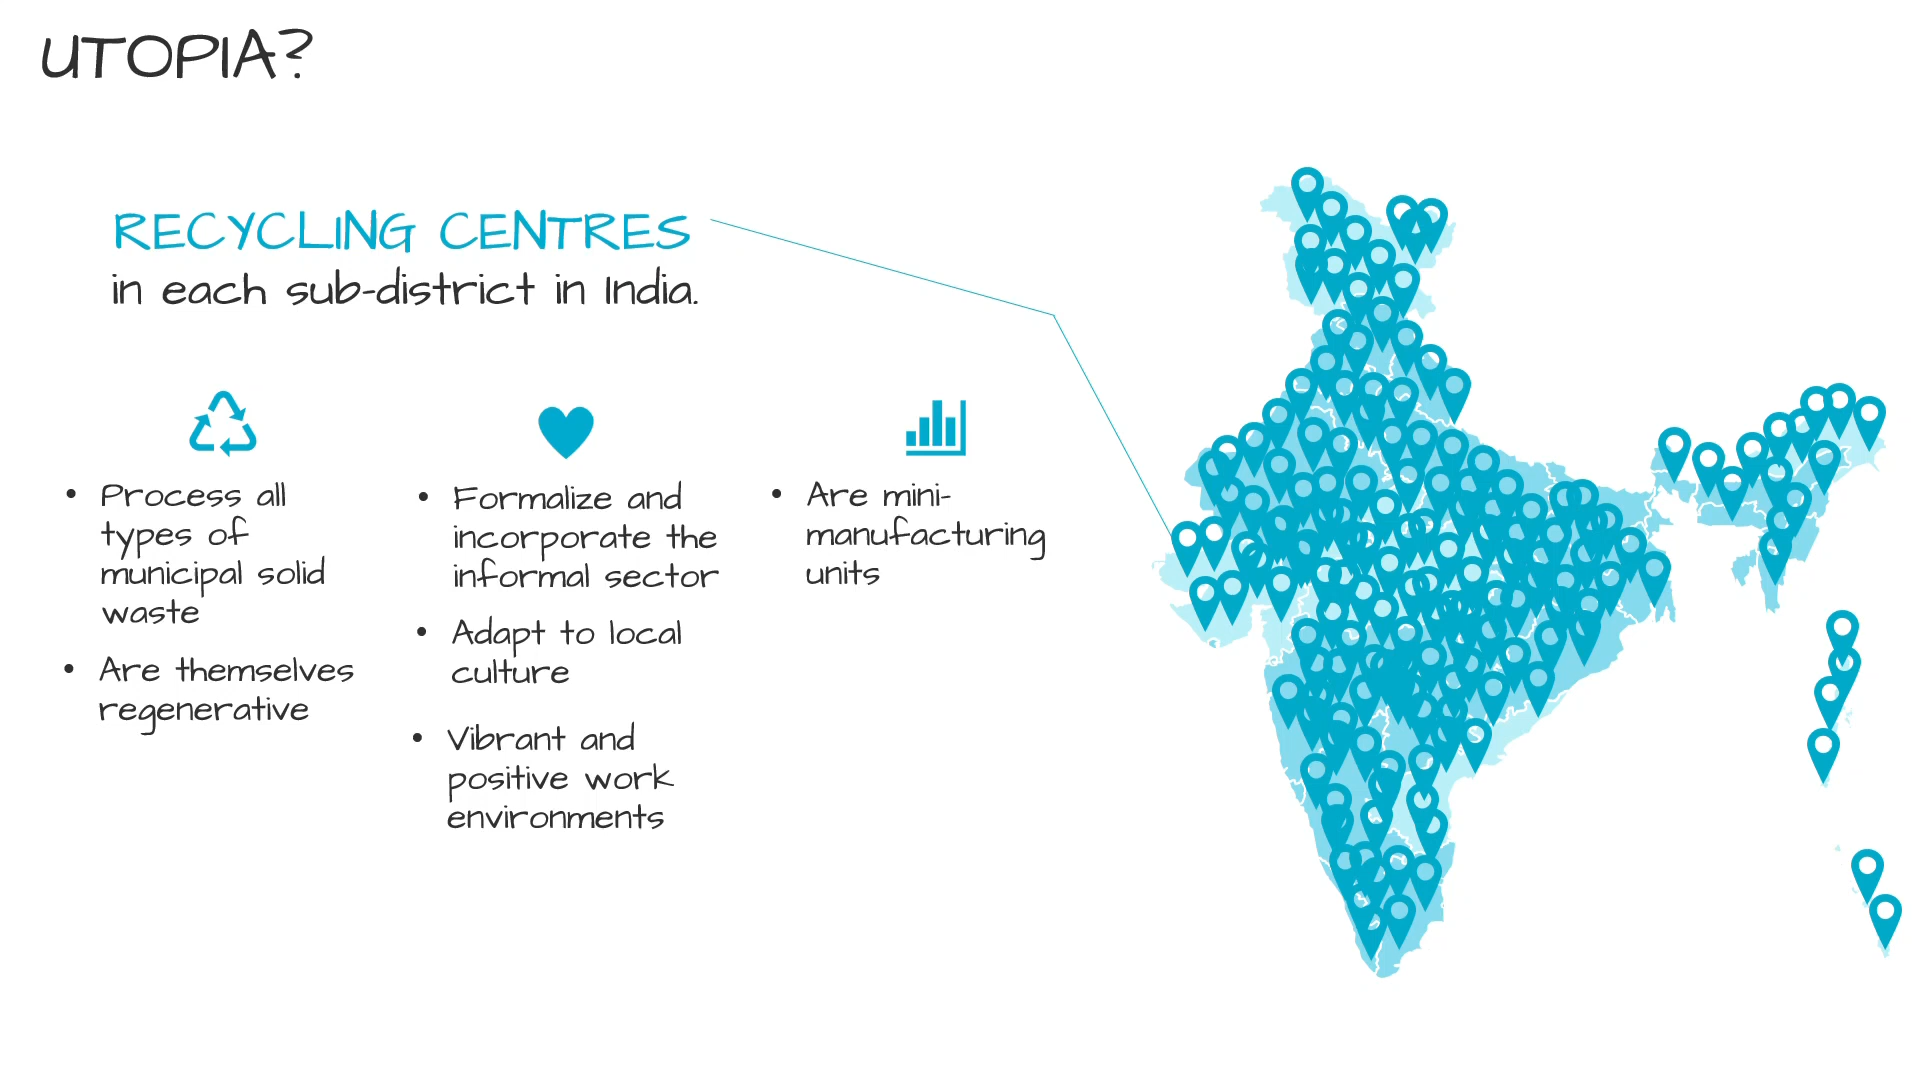 UTOPIA?
RECYCLING CENTRES
in each sub-district in India.
• Process all
types of
municipal solid
waste
• Are themselves
regenerative
• Formalize and
incorporate the
informal sector
• Adapt to local
culture
• Vibrant and
positive work
environments
• Are mini-
manufacturing
units